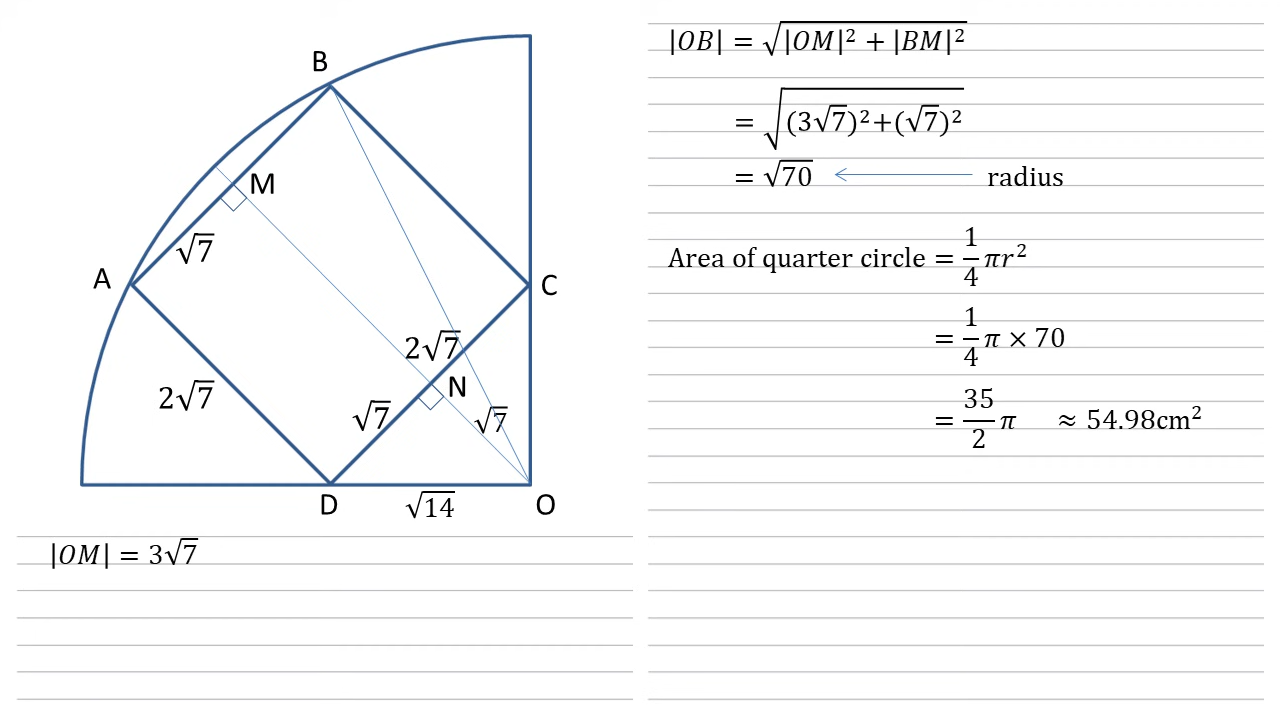 B
M
√7
A
C
2√7
N
2√7
√7
√7
D
√14
O
|OM| = 3√7
|OB| = √(|OM|² + |BM|²)
= √((3√7)²+(√7)²)
= √70 ← radius
Area of quarter circle = 1/4 πr²
= 1/4 π × 70
= 35/2 π ≈ 54.98cm²